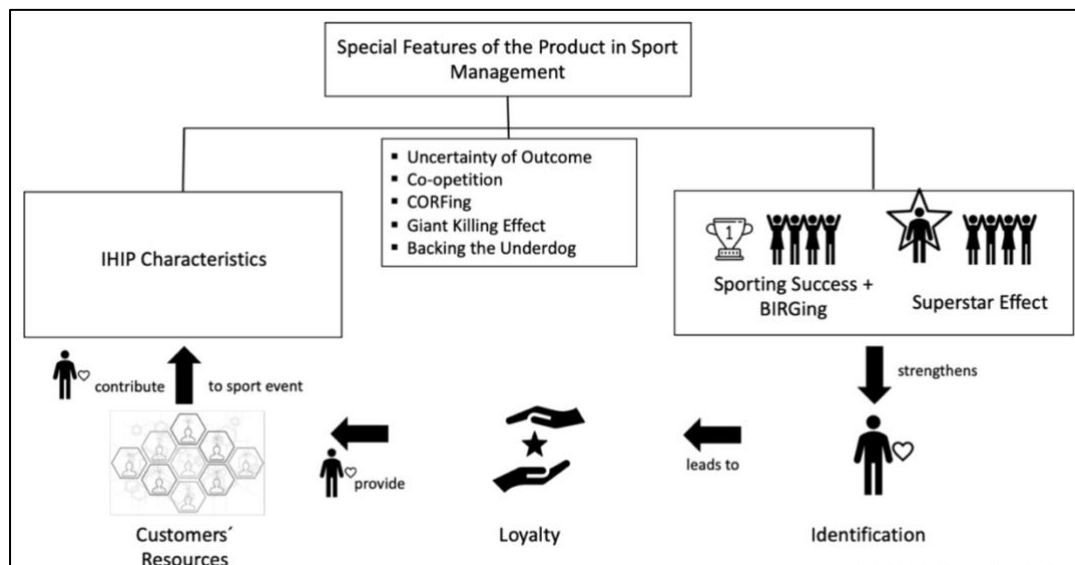 Special Features of the Product in Sport
Management
▪ Uncertainty of Outcome
▪ Co-opetition
▪ CORFing
▪ Giant Killing Effect
▪ Backing the Underdog
IHIP Characteristics
1
Sporting Success +
BIRGing
Superstar Effect
contribute
to sport event
strengthens
provide
leads to
Customers´
Resources
Loyalty
Identification